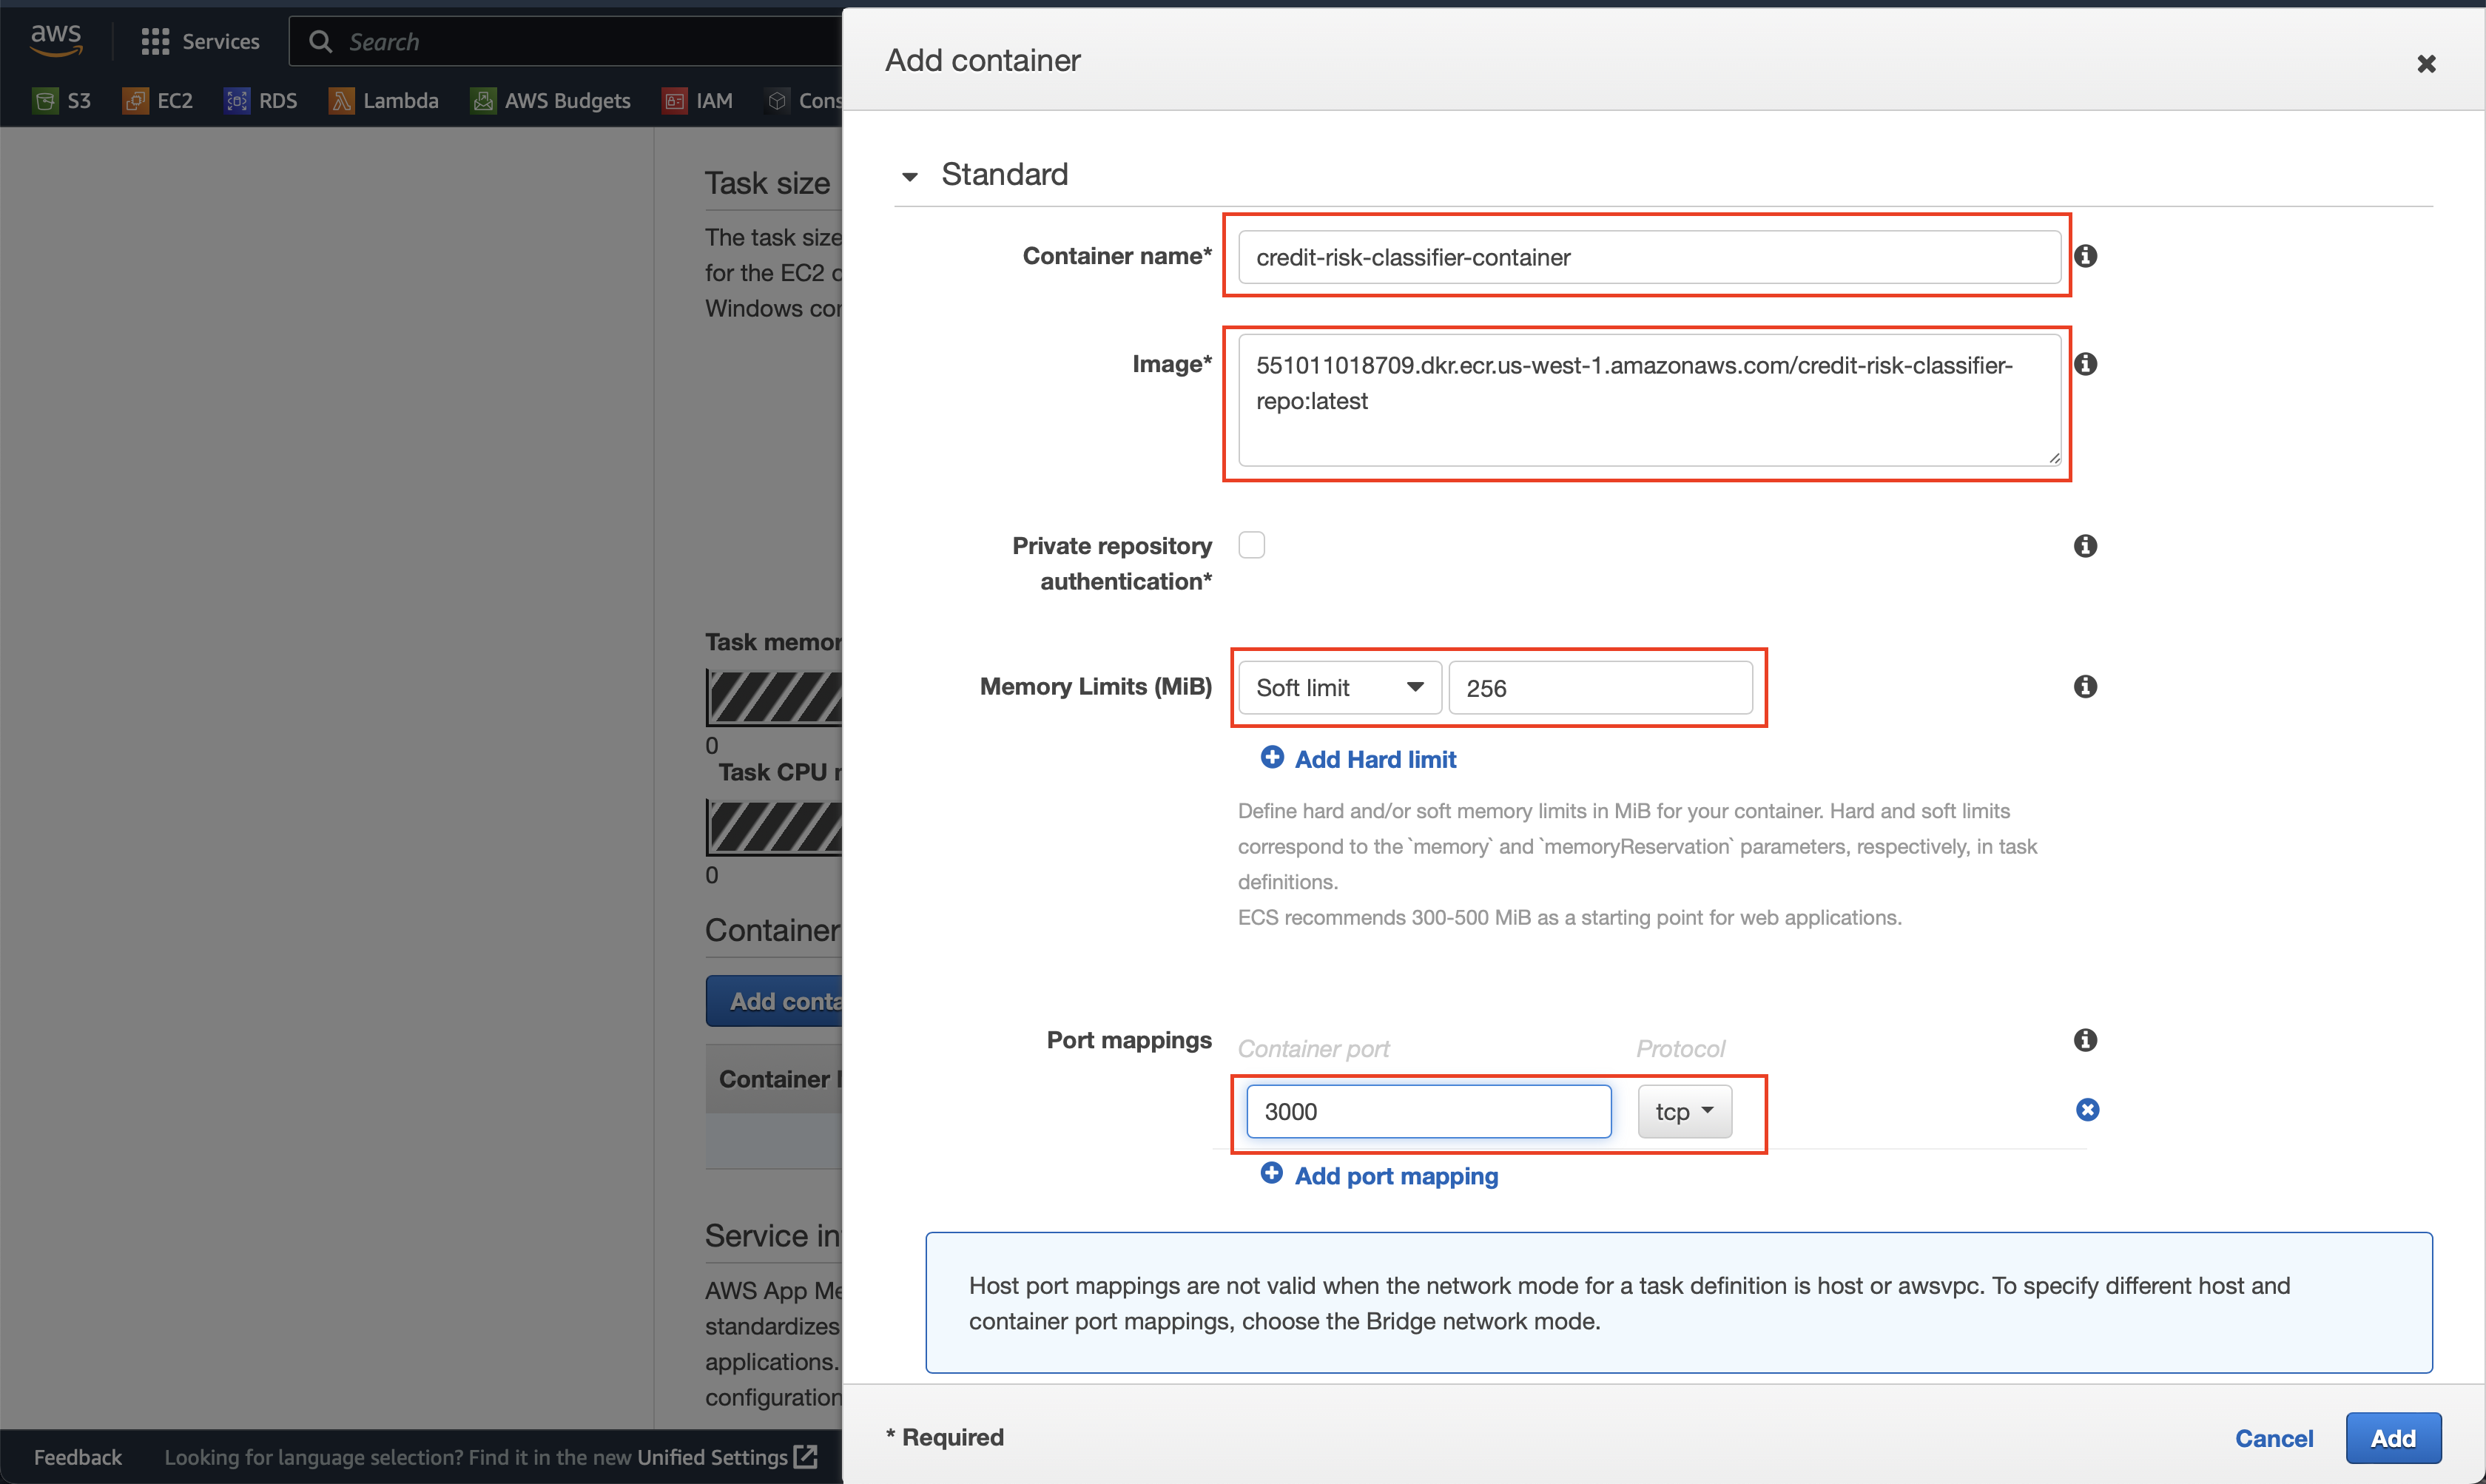 aws
Services
Search
S3
EC2
RDS
Lambda
AWS Budgets
IAM
Task size
The task size
for the EC2
Windows
Task
0
Task CPU
0
Container
Add
Container
Service
AWS App
standardizes
applications.
configuration
Feedback
Looking for language selection? Find it in the new Unified Settings
Add container
Standard
Container name*
credit-risk-classifier-container
Image*
551011018709.dkr.ecr.us-west-1.amazonaws.com/credit-risk-classifier-
repo:latest
Private repository
authentication*
Memory Limits (MiB)
Soft limit
256
Add Hard limit
Define hard and/or soft memory limits in MiB for your container. Hard and soft limits
correspond to the `memory` and `memoryReservation` parameters, respectively, in task
definitions.
ECS recommends 300-500 MiB as a starting point for web applications.
Port mappings
Container port
Protocol
3000
tcp
Add port mapping
Host port mappings are not valid when the network mode for a task definition is host or awsvpc. To specify different host and
container port mappings, choose the Bridge network mode.
* Required
Cancel
Add